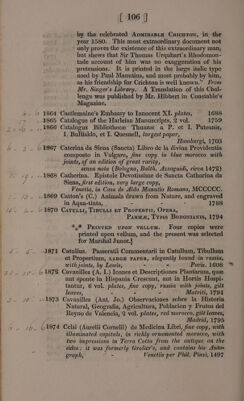 [ 106 ]
by the celebrated ADMIRABLE CRICHTON, in the
year 1580. This most extraordinary document not
only proves the existence of this extraordinary man,
but shews that Sir Thomas Urquhart's Rhodomon-
tade account of him was no exaggeration of his
pretensions. It is printed in the large italic type
used by Paul Manutius, and most probably by him,
as his friendship for Crichton is well known." From
Mr. Singer's Library. A Translation of this Chal-
lenge was published by Mr. Hibbert in Constable's
Magazine.
1864 Castlemaine's Embassy to Innocent XI. plates, 1688
1865 Catalogue of the Harleian Manuscripts, 2 vol. 1759
1866 Catalogus Bibliothecae Thuanae a P. et I. Puteanis,
I. Bullialdo, et I. Quesnell, largest paper,
Hamburgi, 1703
1867 Caterina da Siena (Sancta) Libro de la divina Providentia
composto in Vulgare, fine copy in blue morocco with
joints, of an edition of great rarity,
senza nota (Bologna, Balth. Azzoguidi, circa 1472)
1868 Catherina. Epistole Devotissime de Sancta Catharina da
Siena, first edition, very large copy,
Venetia, in Casa de Aldo Manutio Romano, MCCCCC.
1869 Catton's (C.) Animals drawn from Nature, and engraved
in Aqua-tinta, 1788
1870 CATULLI, TIBULLI ET PROPERTII, OPERA,
PARMÆ, TYPIS BODONIANIS, 1794
*** PRINTED UPON VELLUM. Four copies were
printed upon vellum, and the present was selected
for Marshal Junot.]
1871 Catullus. Passeratii Commentarii in Catullum, Tibullum
et Propertium, LARGE PAPER, elegantly bound in russia,
with joints, by Lewis, Paris. 1608
1872 Cavanilles (A. I.) Icones et Descriptiones Plantarum, quae
aut sponte in Hispania Crescunt, aut in Hortis Hospi-
tantur, 6 vol. plates, fine copy, russia with joints, gilt
leaves, Matriti, 1791
1873 Cavanilles (Ant. Jo.) Observaciones sobre la Historia
Natural, Geografia, Agricultura, Poblacion y Frutos del
Reyno de Valencia, 2 vol. plates, red morocco, gilt leaves,
Madrid, 1795
1874 Celsi (Aurelii Cornelii) de Medicina Libri, fine copy, with
illuminated capitols, in richly ornamented morocco, with
two impressions in Terra Cotta from the antique on the
sides: it was formerly Grolier's, and contains his Auto-
graph, Venetiis per Phil. Pinzi, 1497